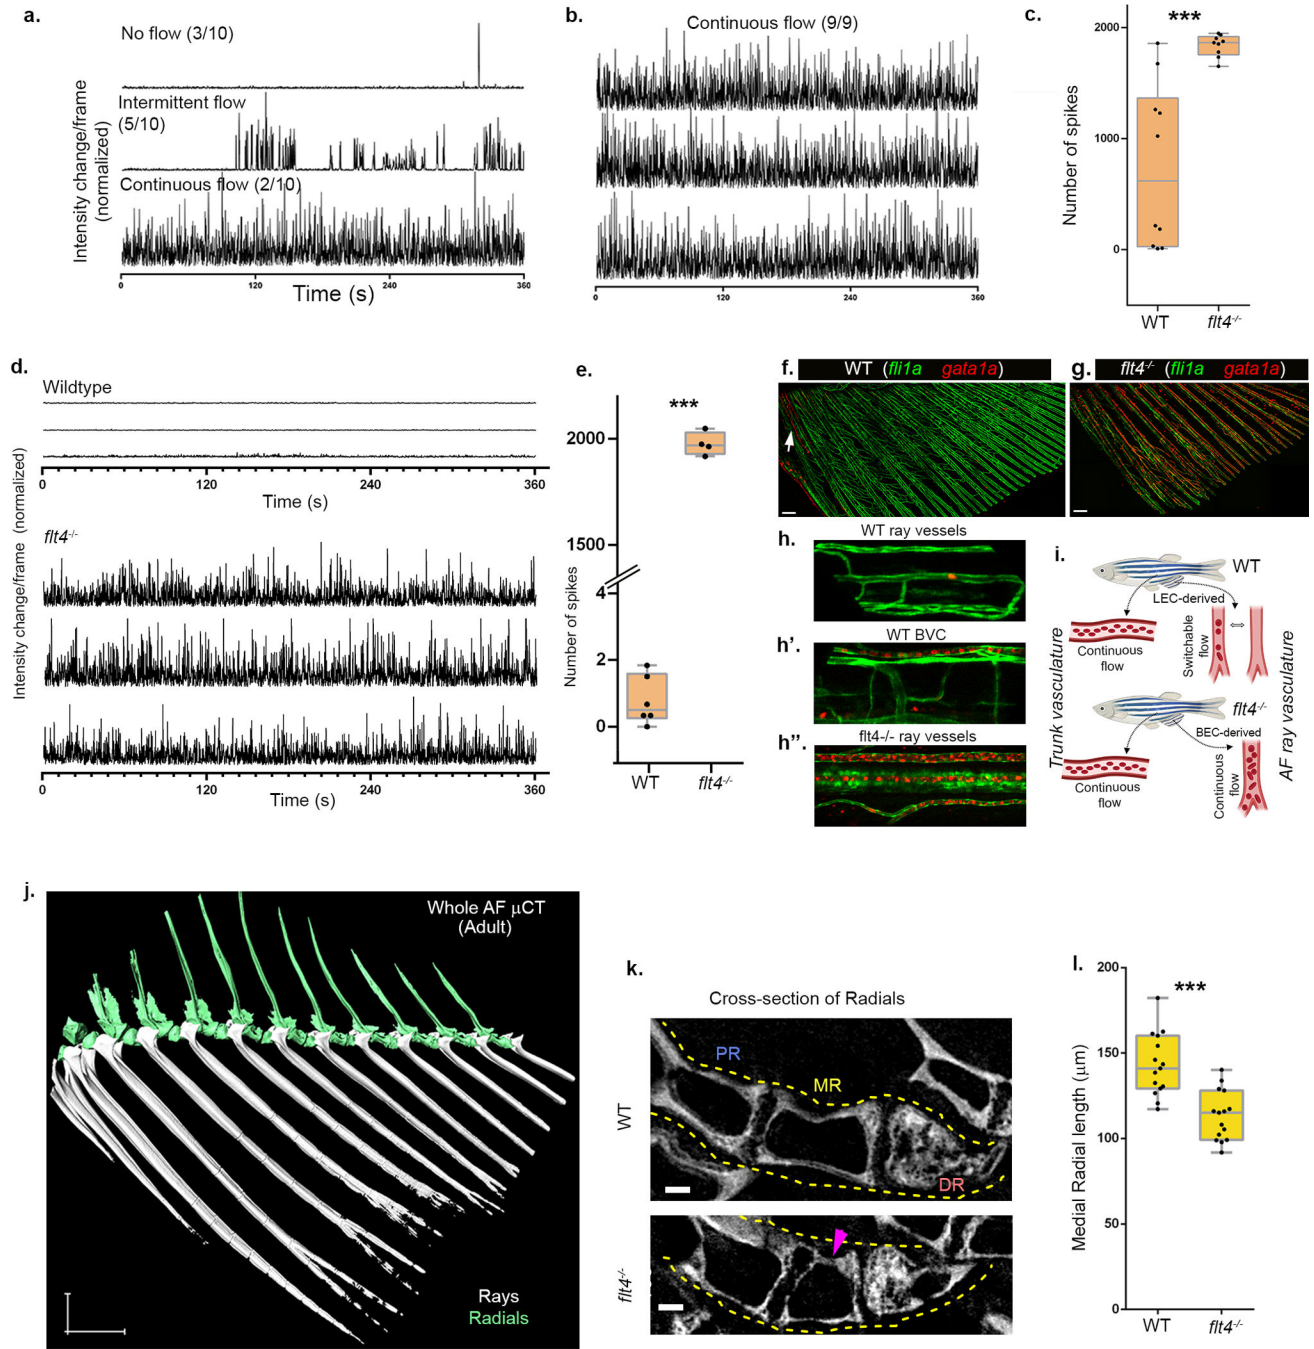 a.
No flow (3/10)
Intermittent flow
(5/10)
Continuous flow (2/10)
Intensity change/frame
(normalized)
0 120 240 360
Time (s)
b.
Continuous flow (9/9)
0 120 240 360
c.
***
2000
1000
0
Number of spikes
WT flt4-/-
d.
Wildtype
0 120 240 360
Time (s)
flt4-/-
Intensity change/frame (normalized)
0 120 240 360
Time (s)
e.
***
2000
1500
4
2
0
Number of spikes
WT flt4-/-
f.
WT (fli1a gata1a)
g.
flt4-/- (fli1a gata1a)
h.
WT ray vessels
h'.
WT BVC
h".
flt4-/- ray vessels
i.
WT
LEC-derived
Continuous
flow
Switchable
flow
flt4-/-
BEC-derived
Continuous
flow
Continuous
flow
Trunk vasculature
AF ray vasculature
j.
Whole AF μCT
(Adult)
Rays
Radials
k.
Cross-section of Radials
WT
PR
MR
DR
flt4-/-
l.
***
200
150
100
50
0
Medial Radial length (μm)
WT flt4-/-